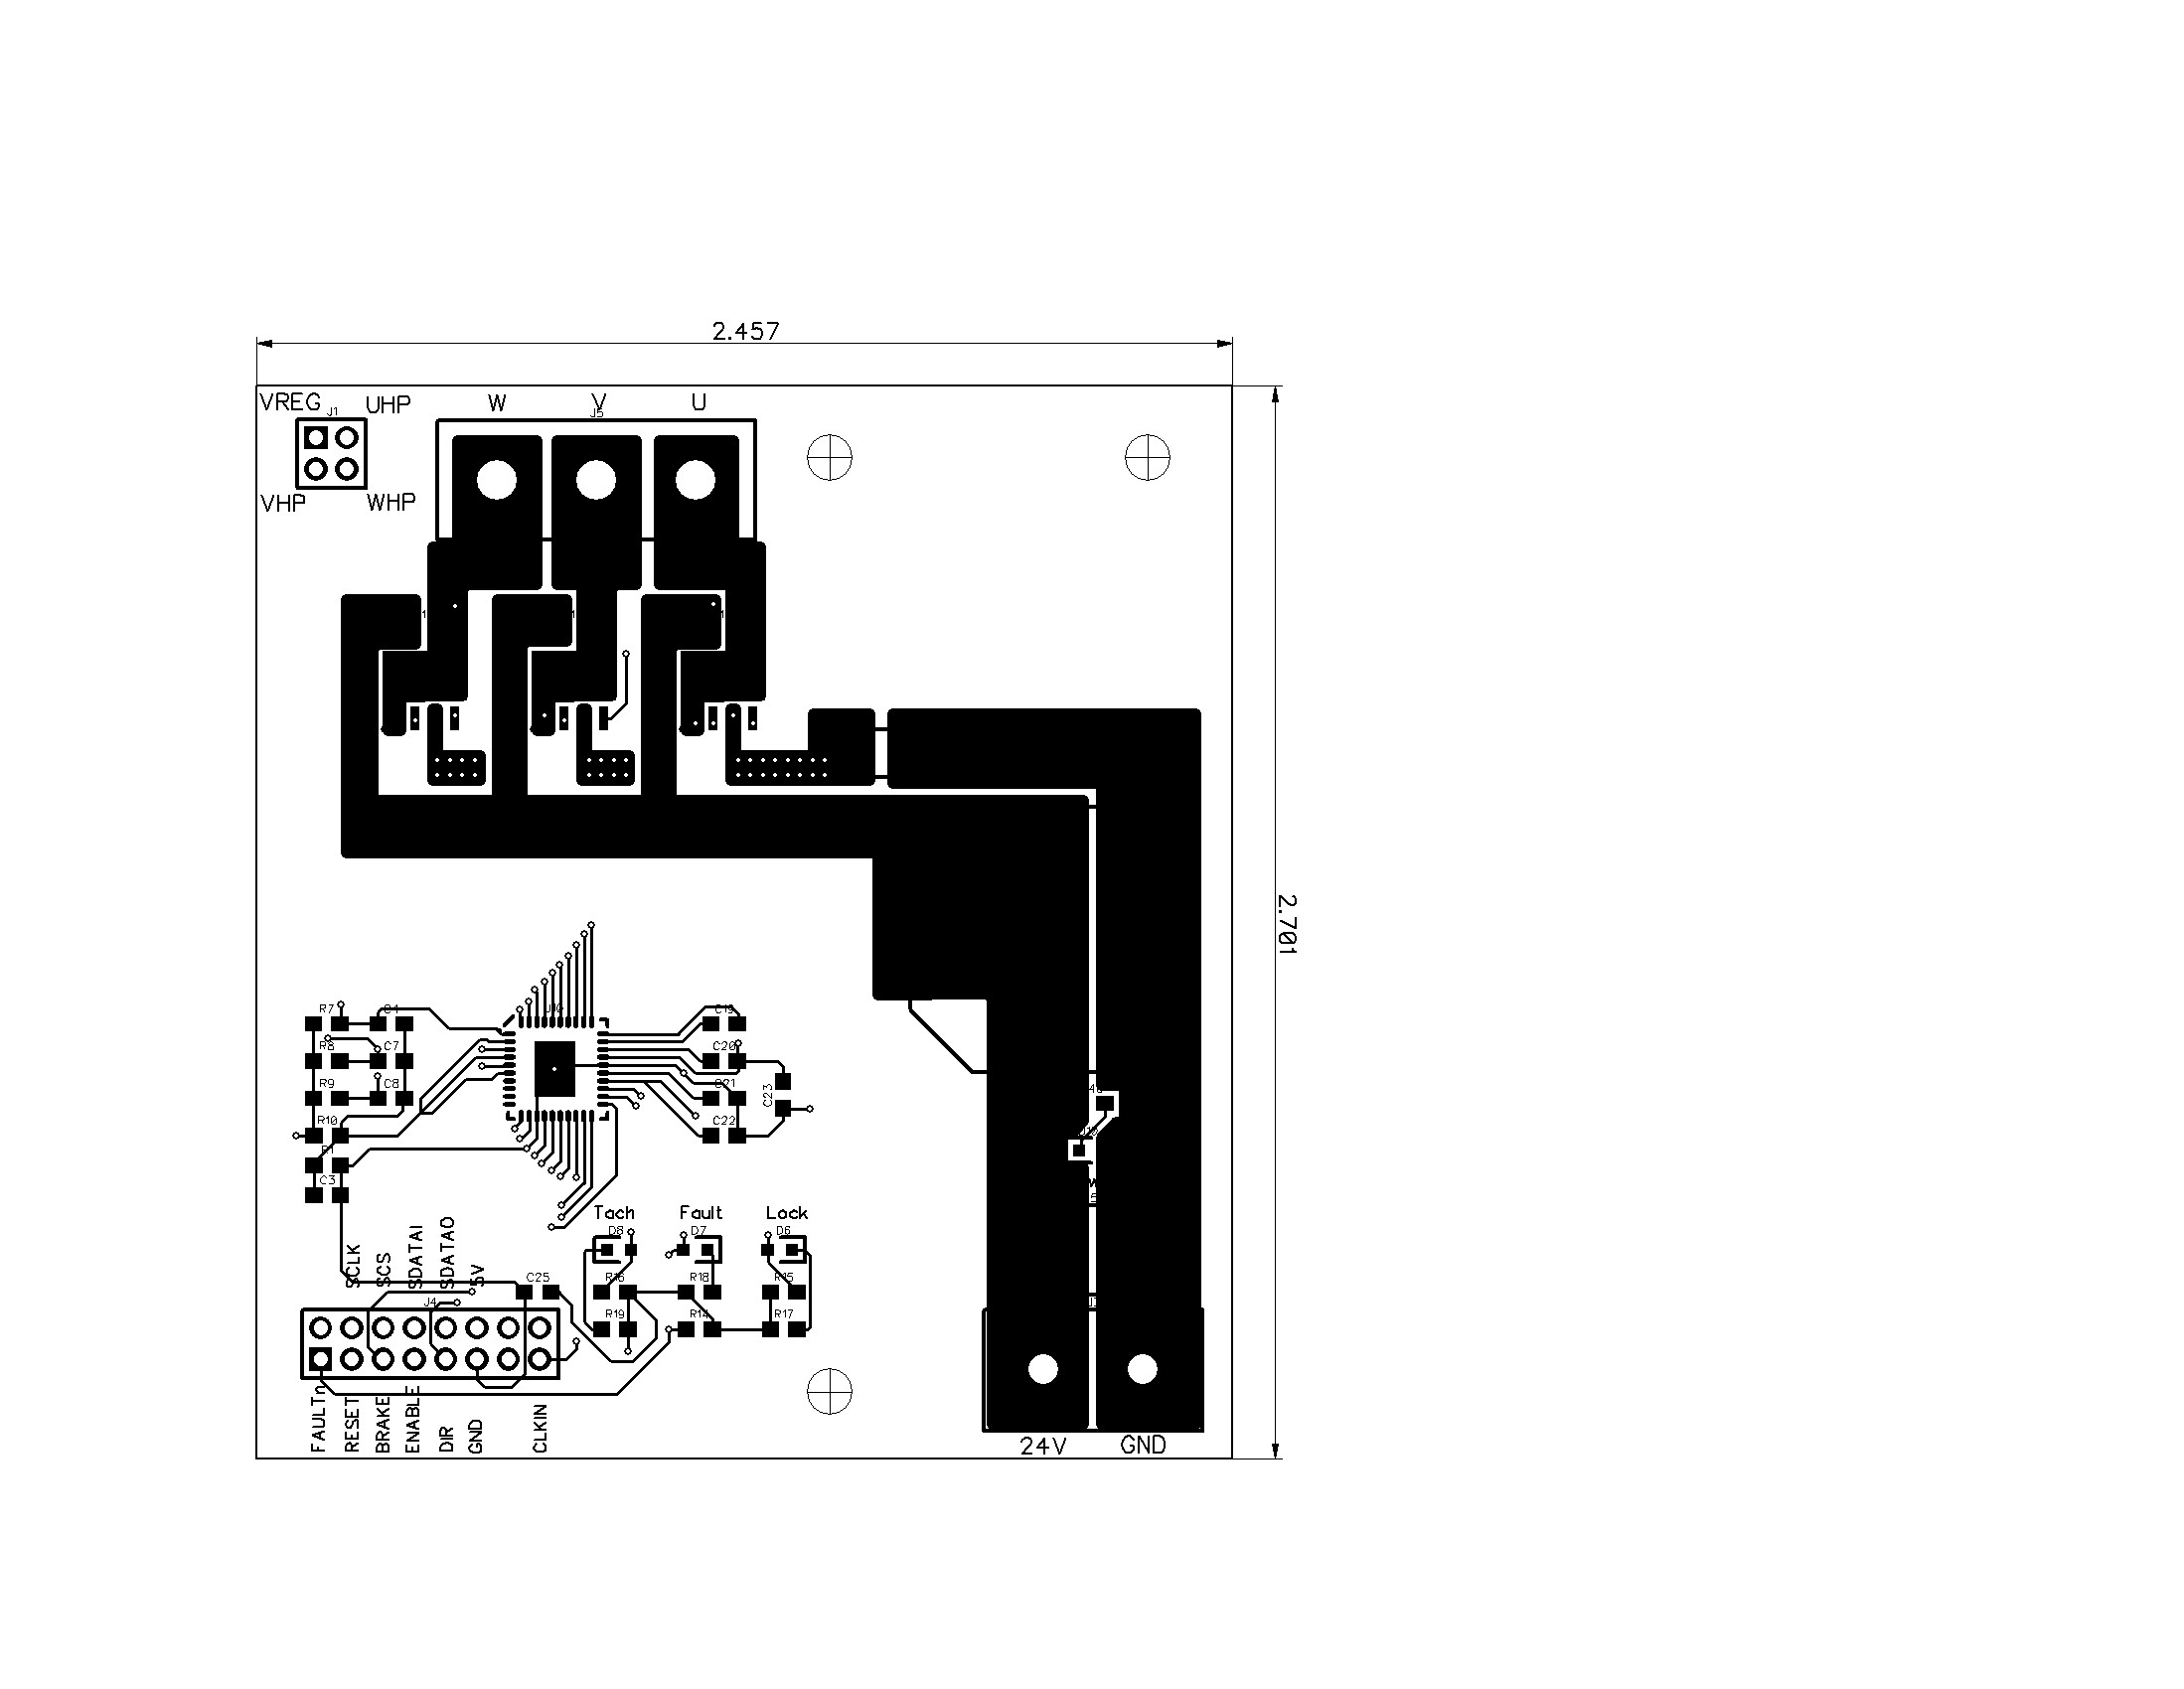 2.457
VREG
J1
UHP
W
V
U
J5
VHP
WHP
2.701
R7
C19
R8
C7
C20
R9
C8
C21
C23
R10
C22
R1
C3
Tach
Fault
Lock
D8
D7
D6
SCLK
SCS
SDATAI
SDATAO
5V
C25
R16
R18
R15
J4
R19
R14
R17
FAULTn
RESET
BRAKE
ENABLE
DIR
GND
CLKIN
24V
GND